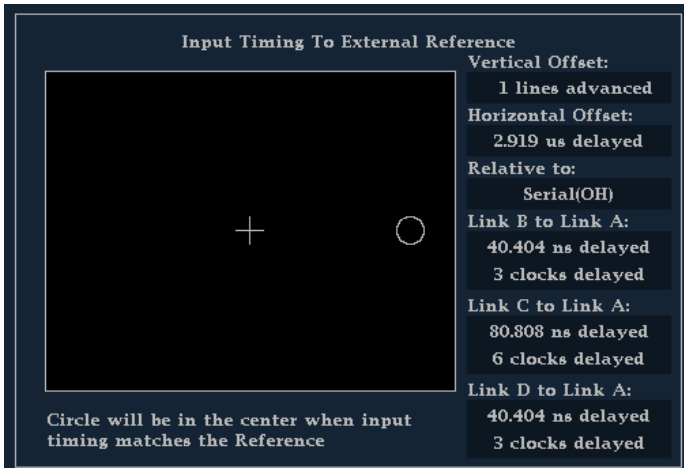 Input Timing To External Reference
Vertical Offset:
1 lines advanced
Horizontal Offset:
2.919 us delayed
Relative to:
Serial(OH)
Link B to Link A:
40.404 ns delayed
3 clocks delayed
Link C to Link A:
80.808 ns delayed
6 clocks delayed
Link D to Link A:
40.404 ns delayed
3 clocks delayed
Circle will be in the center when input
timing matches the Reference